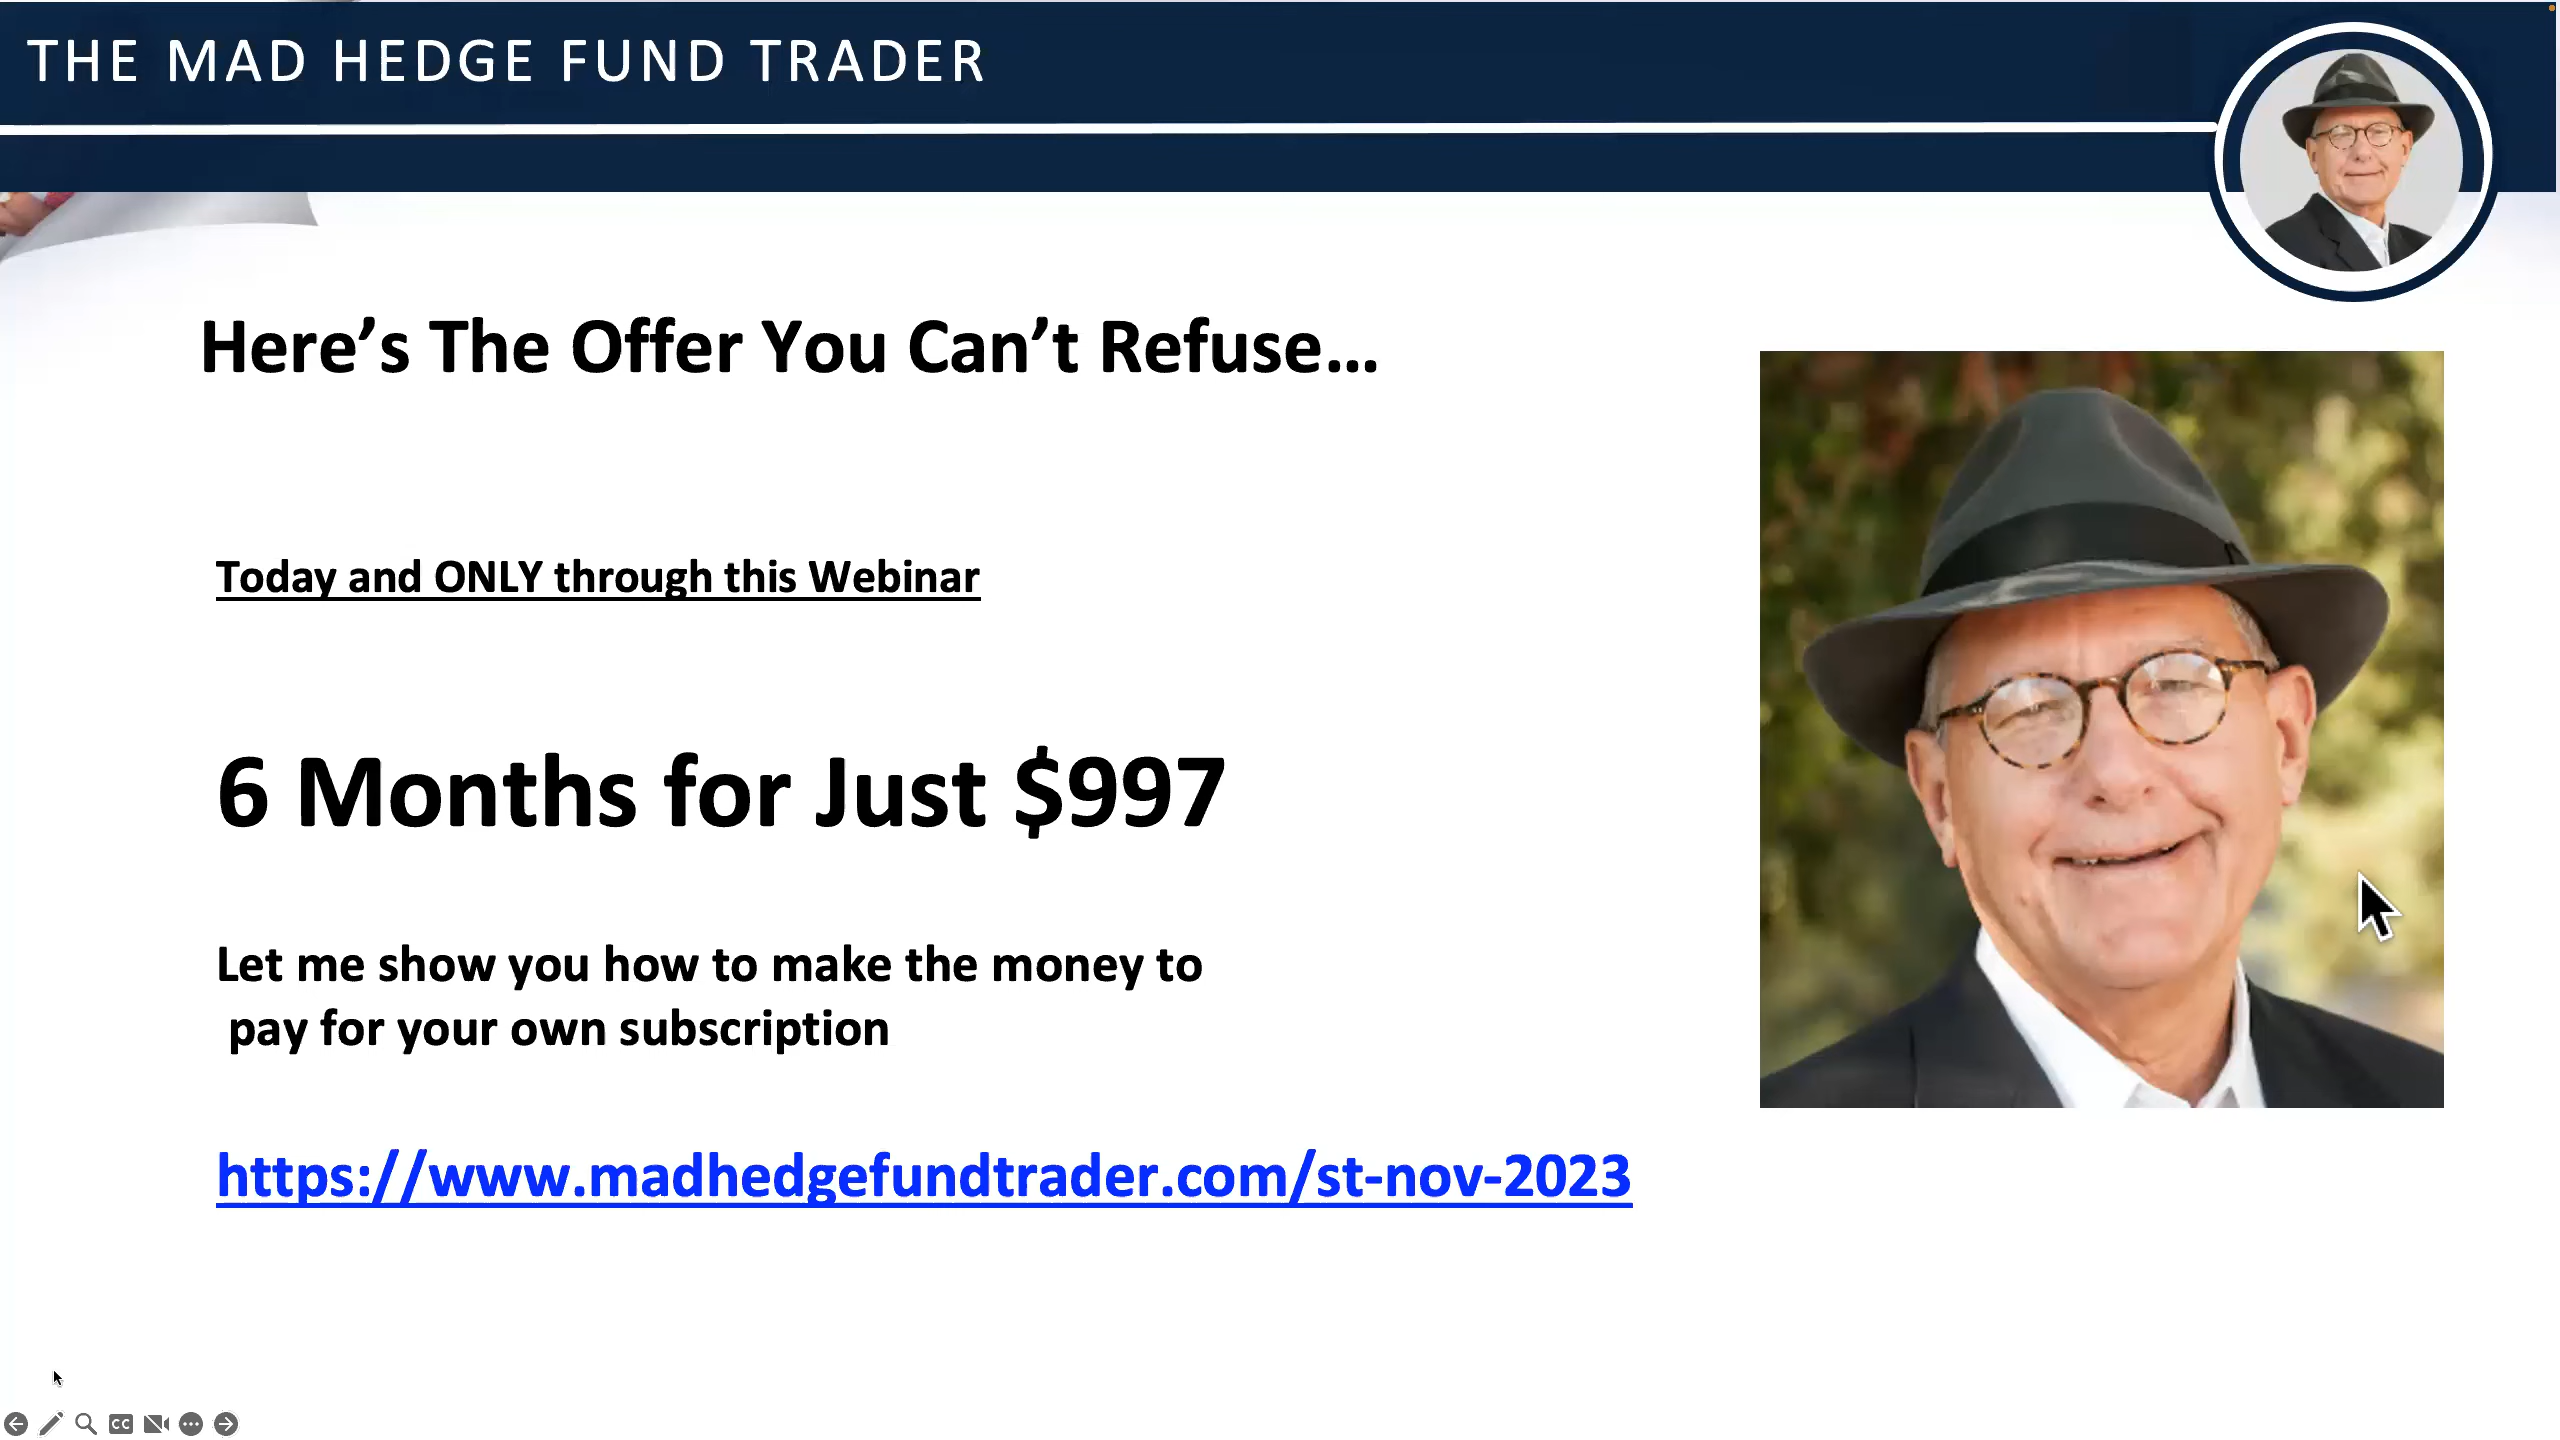 THE MAD HEDGE FUND TRADER
Here’s The Offer You Can’t Refuse…
Today and ONLY through this Webinar
6 Months for Just $997
Let me show you how to make the money to
pay for your own subscription
https://www.madhedgefundtrader.com/st-nov-2023
CC